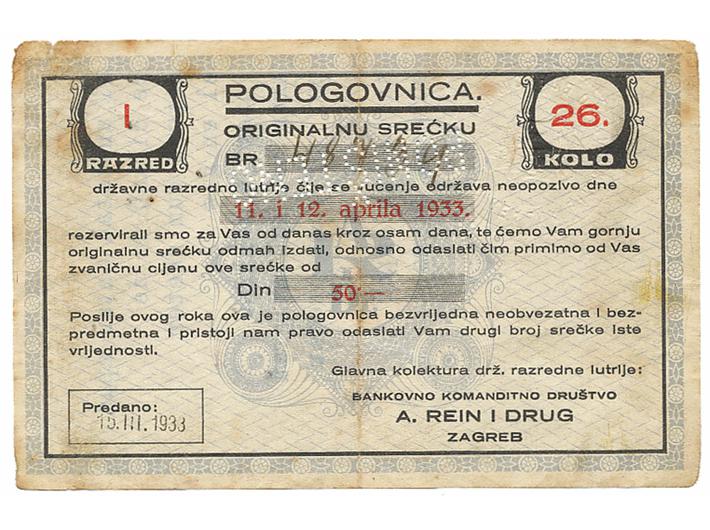 I
RAZRED
POLOGOVNICA.
26.
KOLO
ORIGINALNU SREĆKU
BR
državne razredno lutrije čije se vucenje održava neopozivo dne
11. i 12. aprila 1933.
rezervirali smo za Vas od danas kroz osam dana, te ćemo Vam gornju
originalnu srećku odmah izdati, odnosno odaslati čim primimo od Vas
zvaničnu cijenu ove srećke od
Din 50·—
Poslije ovog roka ova je pologovnica bezvrijedna neobvezatna i bez-
predmetna i pristoji nam pravo odaslati Vam drugi broj srečke iste
vrijednosti.
Glavna kolektura drž. razredne lutrije:
BANKOVNO KOMANDITNO DRUŠTVO
A. REIN I DRUG
ZAGREB
Predano:
15.III.1933